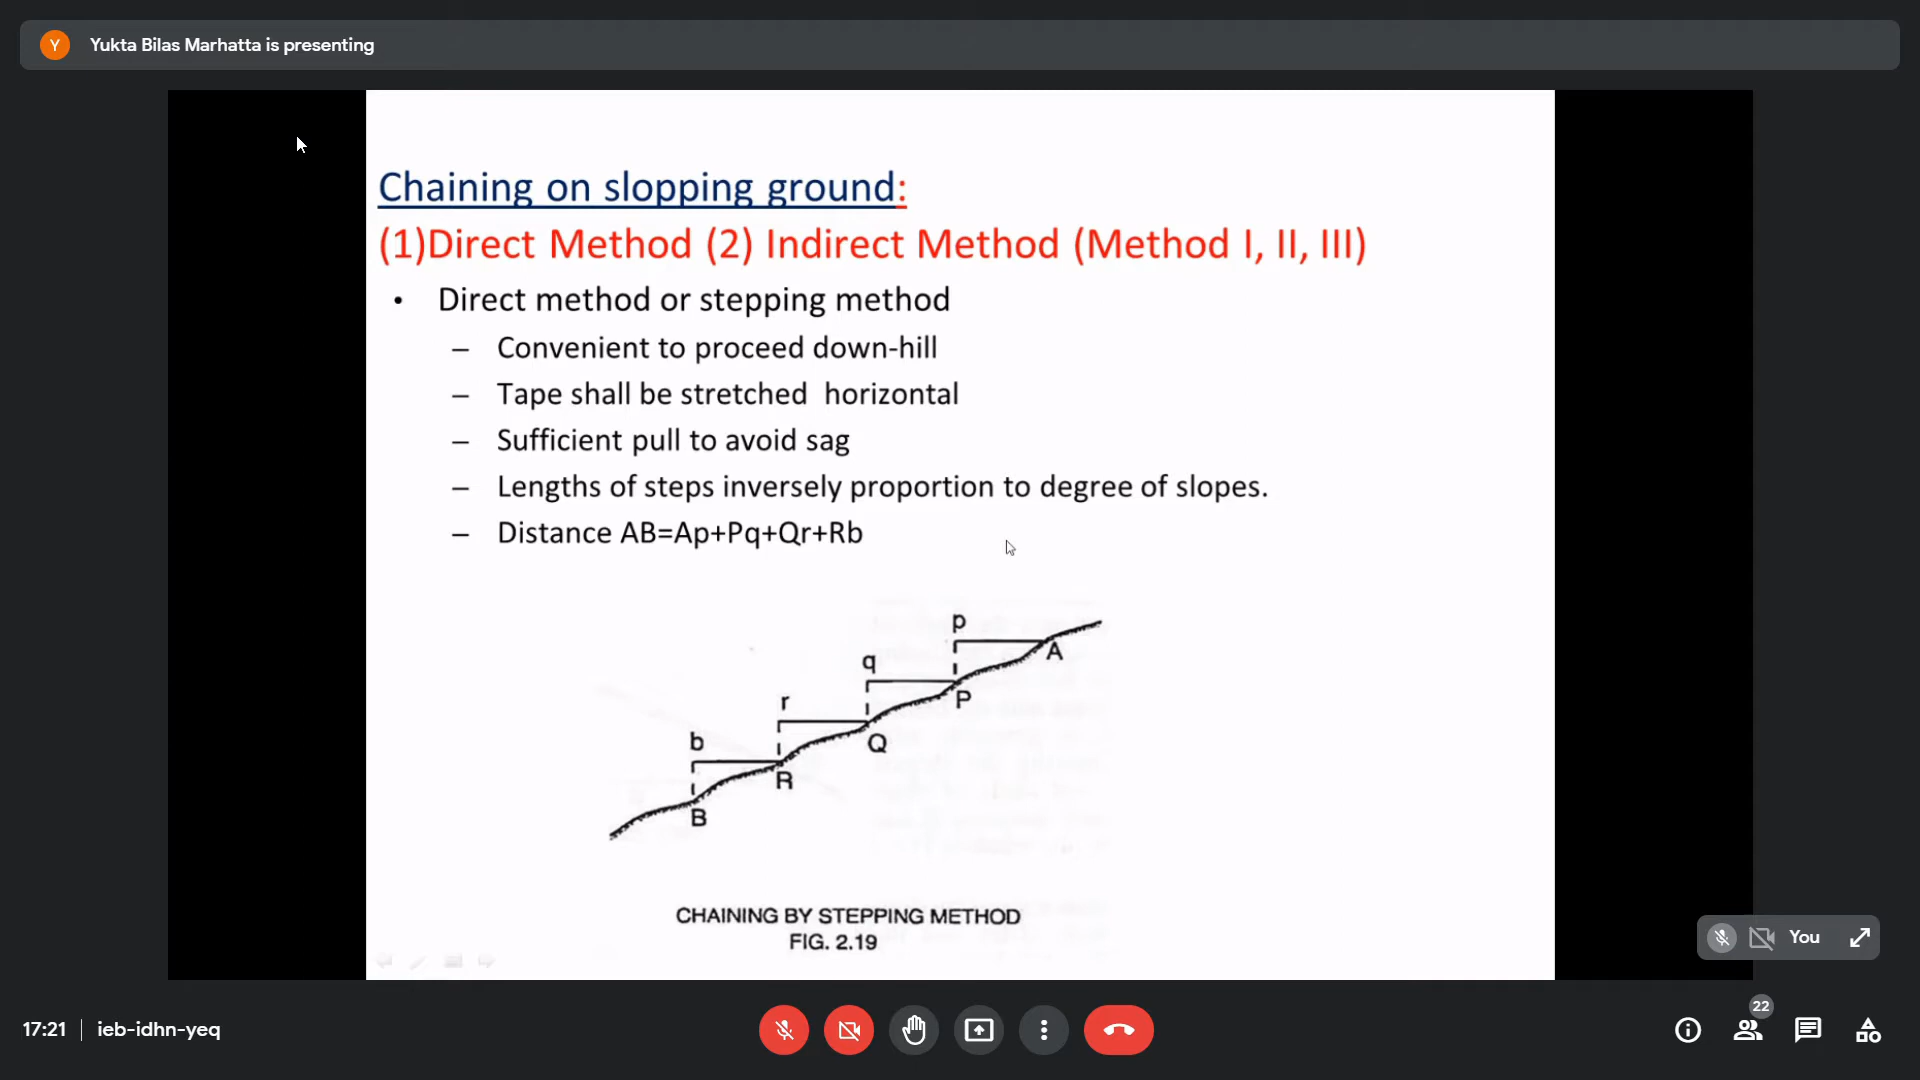 Y Yukta Bilas Marhatta is presenting
Chaining on slopping ground:
(1)Direct Method (2) Indirect Method (Method I, II, III)
• Direct method or stepping method
– Convenient to proceed down-hill
– Tape shall be stretched horizontal
– Sufficient pull to avoid sag
– Lengths of steps inversely proportion to degree of slopes.
– Distance AB=Ap+Pq+Qr+Rb
p
A
q
P
r
Q
b
R
B
CHAINING BY STEPPING METHOD
FIG. 2.19
You
17:21 | ieb-idhn-yeq
22